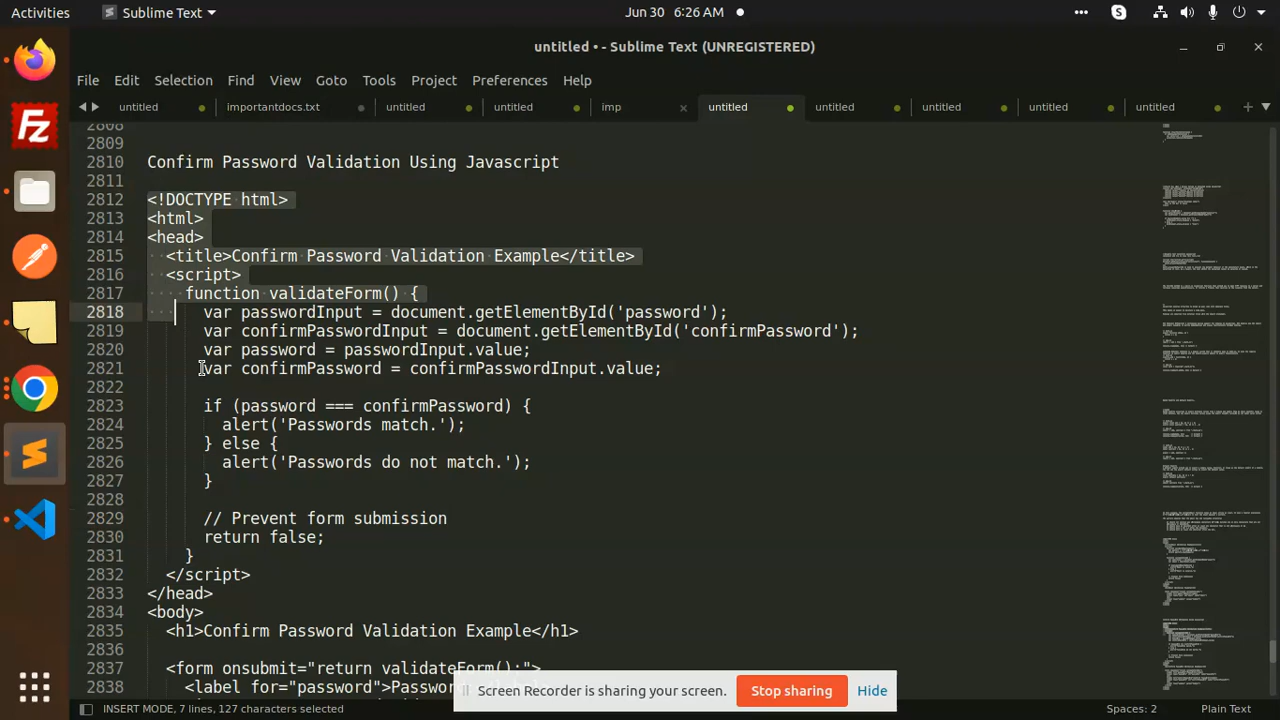 Activities
Sublime Text
Jun 30 6:26 AM
untitled • - Sublime Text (UNREGISTERED)
File Edit Selection Find View Goto Tools Project Preferences Help
untitled importantdocs.txt untitled untitled imp untitled untitled untitled untitled untitled
2808
2809
2810 Confirm Password Validation Using Javascript
2811
2812 <!DOCTYPE html>
2813 <html>
2814 <head>
2815 <title>Confirm Password Validation Example</title>
2816 <script>
2817 function validateForm() {
2818 var passwordInput = document.getElementById('password');
2819 var confirmPasswordInput = document.getElementById('confirmPassword');
2820 var password = passwordInput.value;
2821 var confirmPassword = confirmPasswordInput.value;
2822
2823 if (password === confirmPassword) {
2824 alert('Passwords match.');
2825 } else {
2826 alert('Passwords do not match.');
2827 }
2828
2829 // Prevent form submission
2830 return false;
2831 }
2832 </script>
2833 </head>
2834 <body>
2835 <h1>Confirm Password Validation Example</h1>
2836
2837 <form onsubmit="return validateForm();">
2838 <label for="password">Password
Screen Recorder is sharing your screen. Stop sharing Hide
INSERT MODE, 7 lines, 127 characters selected
Spaces: 2
Plain Text